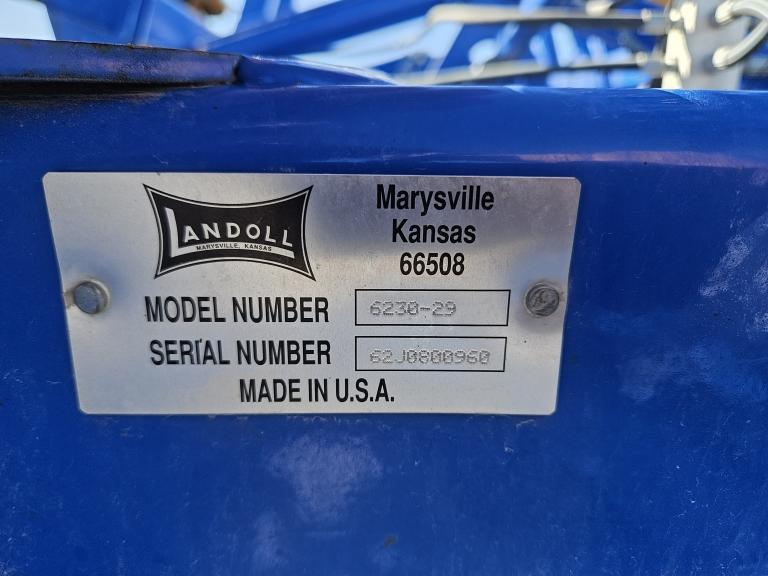 LANDOLL
MARYSVILLE, KANSAS
Marysville
Kansas
66508
MODEL NUMBER 6230-29
SERIAL NUMBER 62J0800960
MADE IN U.S.A.